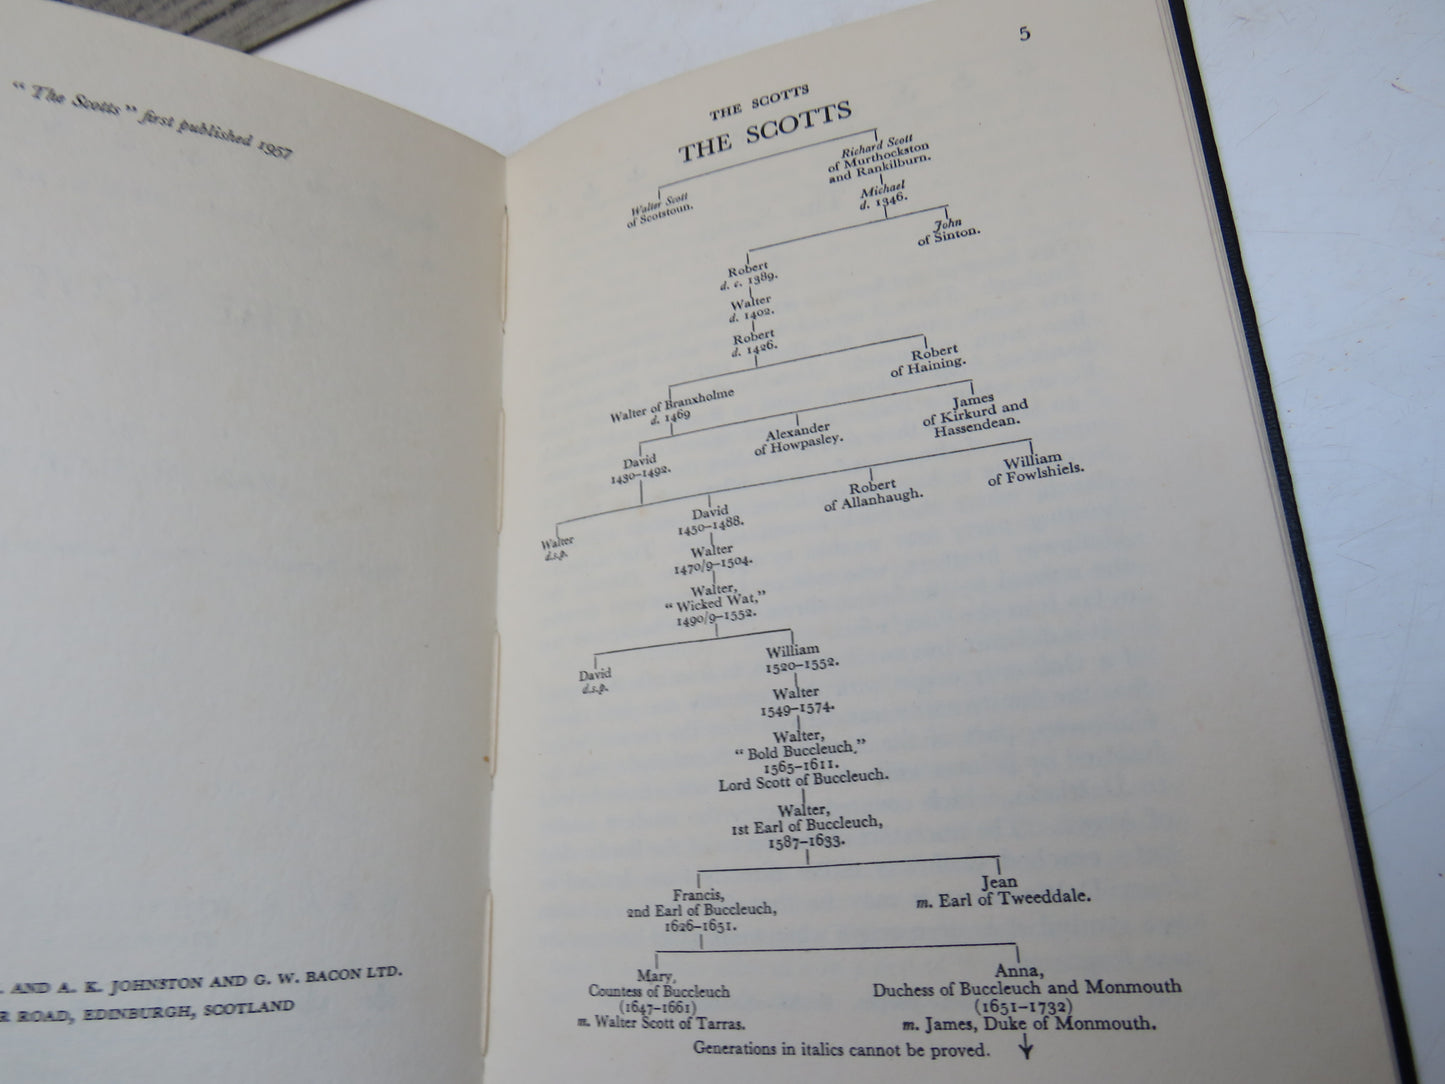 “ The Scotts ” first published 1957
AND A. K. JOHNSTON AND G. W. BACON LTD.
ROAD, EDINBURGH, SCOTLAND
5
THE SCOTTS
THE SCOTTS
Richard Scott
of Murthockston
and Rankilburn.
Walter Scott
of Scotstoun.
Michael
d. 1346.
John
of Sinton.
Robert
d. c. 1389.
Walter
d. 1402.
Robert
d. 1426.
Robert
of Haining.
Walter of Branxholme
d. 1469
James
of Kirkurd and
Hassendean.
Alexander
of Howpasley.
David
1430–1492.
William
of Fowlshiels.
Robert
of Allanhaugh.
David
1450–1488.
Walter
d.s.p.
Walter
1470/9–1504.
Walter,
“ Wicked Wat,”
1490/9–1552.
David
d.s.p.
William
1520–1552.
Walter
1549–1574.
Walter,
“ Bold Buccleuch,”
1565–1611.
Lord Scott of Buccleuch.
Walter,
1st Earl of Buccleuch,
1587–1633.
Francis,
2nd Earl of Buccleuch,
1626–1651.
Jean
m. Earl of Tweeddale.
Mary,
Countess of Buccleuch
(1647–1661)
m. Walter Scott of Tarras.
Anna,
Duchess of Buccleuch and Monmouth
(1651–1732)
m. James, Duke of Monmouth.
Generations in italics cannot be proved.